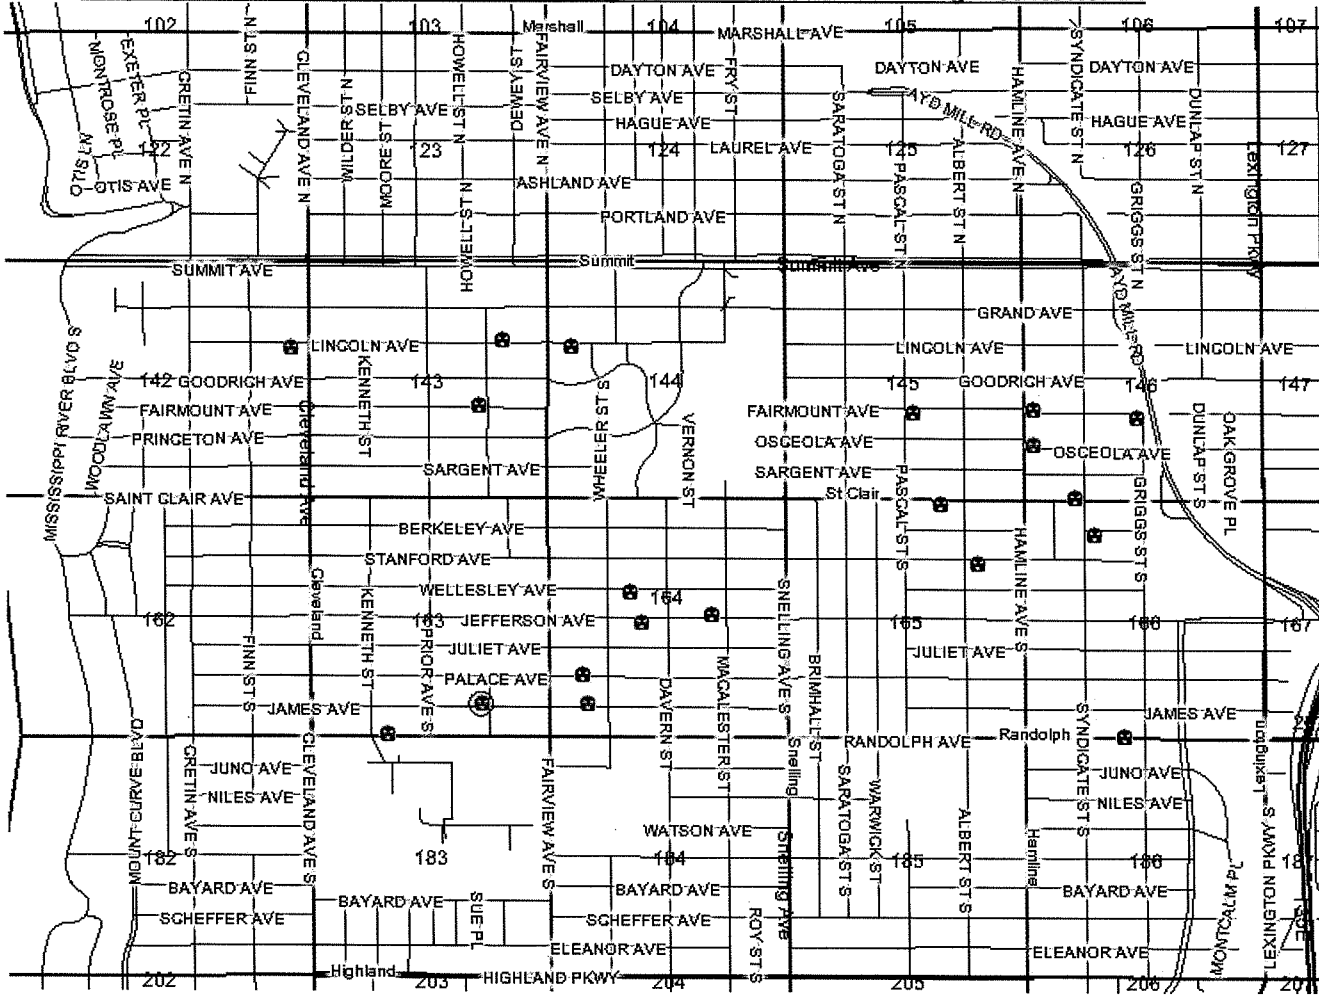 102
103
Marshall
104
MARSHALL AVE
105
106
107
FINN ST N
EXETER PL
MONTROSE PL
CRETIN AVE N
CLEVELAND AVE N
WILDER ST N
MOORE ST
HOWELL ST N
DEWEY ST
FAIRVIEW AVE N
FRY ST
SARATOGA ST N
HAMLINE AVE N
SYNDICATE ST N
DUNLAP ST N
DAYTON AVE
DAYTON AVE
DAYTON AVE
SELBY AVE
SELBY AVE
AYD MILL RD
HAGUE AVE
HAGUE AVE
122
123
124
LAUREL AVE
125
126
127
OTIS LN
OTIS AVE
ASHLAND AVE
PASCAL ST N
ALBERT ST N
GRIGGS ST N
Lexington PKWY
HOWELL ST N
PORTLAND AVE
SUMMIT AVE
Summit
Summit Ave
AYD MILL RD
GRAND AVE
MISSISSIPPI RIVER BLVD S
WOODLAWN AVE
LINCOLN AVE
LINCOLN AVE
LINCOLN AVE
KENNETH ST
142
GOODRICH AVE
143
144
145
GOODRICH AVE
146
147
WHEELER ST S
VERNON ST
FAIRMOUNT AVE
FAIRMOUNT AVE
Cleveland Ave
DUNLAP ST S
OAK GROVE PL
PRINCETON AVE
OSCEOLA AVE
OSCEOLA AVE
SARGENT AVE
SARGENT AVE
PASCAL ST S
GRIGGS ST S
SAINT CLAIR AVE
St Clair
BERKELEY AVE
HAMLINE AVE S
STANFORD AVE
Cleveland
KENNETH ST
WELLESLEY AVE
164
SNELLING AVE S
162
163
JEFFERSON AVE
165
166
167
FINN ST S
PRIOR AVE S
JULIET AVE
JULIET AVE
MACALESTER ST
BRIMHALL ST
PALACE AVE
DAVERN ST
JAMES AVE
JAMES AVE
SYNDICATE ST S
MOUNT CURVE BLVD
CRETIN AVE S
CLEVELAND AVE S
RANDOLPH AVE
Randolph
Lexington
Snelling
JUNO AVE
JUNO AVE
FAIRVIEW AVE S
SARATOGA ST S
WARWICK ST
NILES AVE
NILES AVE
ALBERT ST S
Hamline
WATSON AVE
Snelling Ave
LEXINGTON PKWY S
182
183
184
185
186
187
MONTCALM PL
BAYARD AVE
BAYARD AVE
BAYARD AVE
BAYARD AVE
SUE PL
ROY ST S
SCHEFFER AVE
SCHEFFER AVE
ELEANOR AVE
ELEANOR AVE
Highland
HIGHLAND PKWY
202
203
204
205
206
207